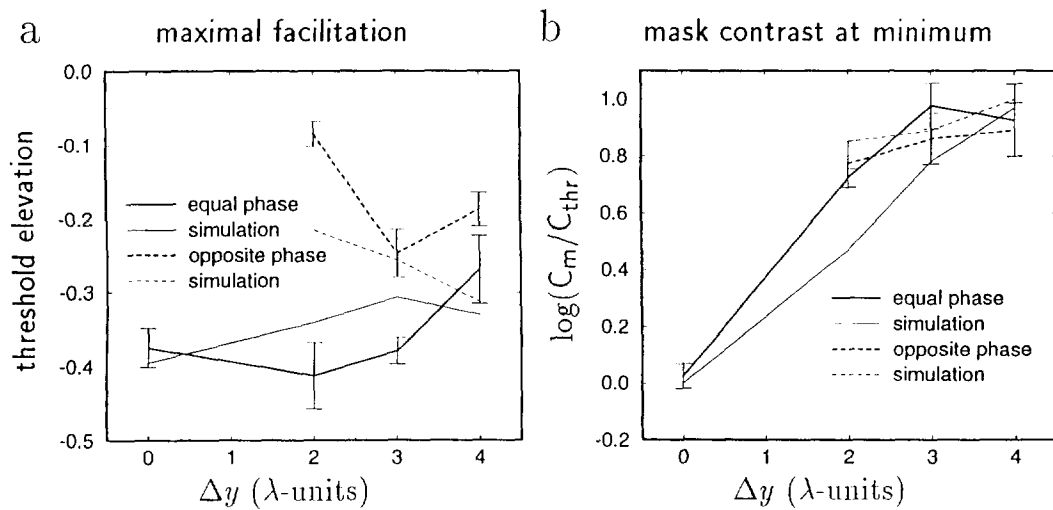 a maximal facilitation
0.0
-0.1
-0.2
-0.3
-0.4
-0.5
threshold elevation
equal phase
simulation
opposite phase
simulation
0 1 2 3 4
Δy (λ-units)
b mask contrast at minimum
1.0
0.8
0.6
0.4
0.2
0.0
-0.2
log(C_m/C_thr)
equal phase
simulation
opposite phase
simulation
0 1 2 3 4
Δy (λ-units)